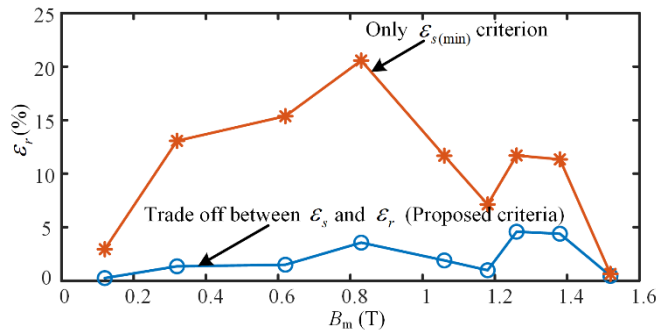 25
20
15
10
5
0
ε_r (%)
Only ε_s(min) criterion
Trade off between ε_s and ε_r (Proposed criteria)
0 0.2 0.4 0.6 0.8 1 1.2 1.4 1.6
B_m (T)